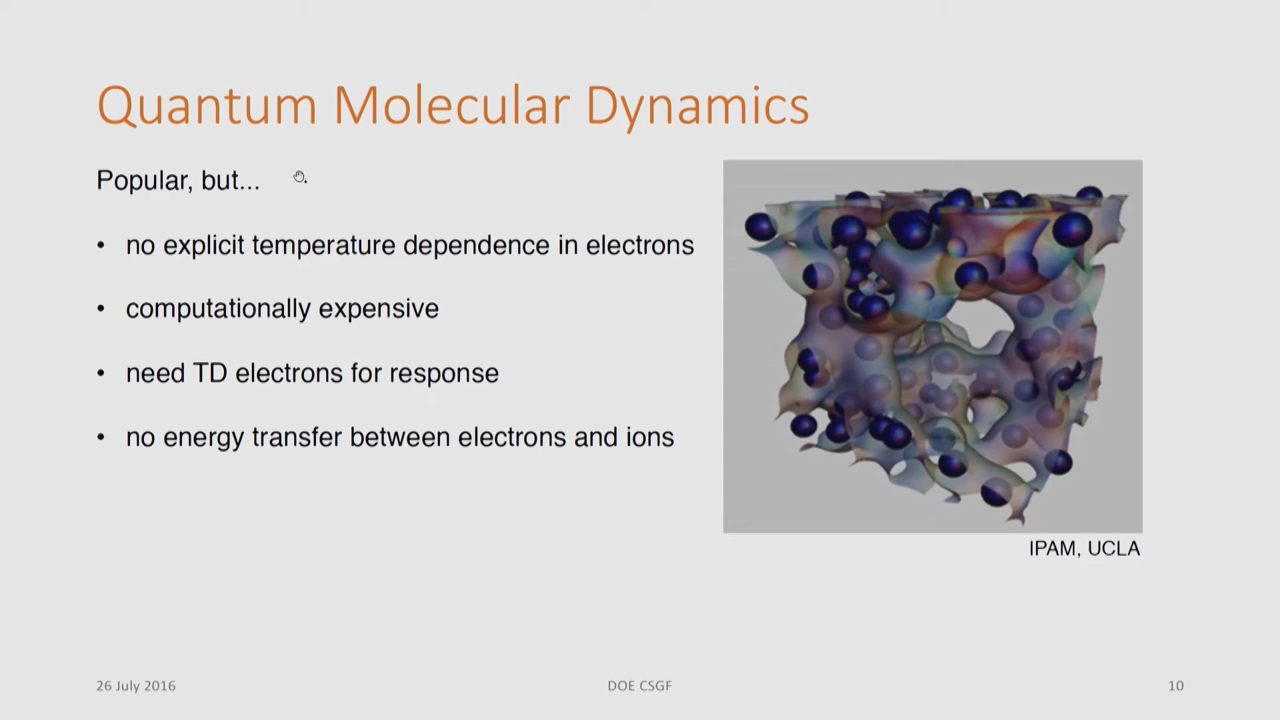 Quantum Molecular Dynamics
Popular, but...
• no explicit temperature dependence in electrons
• computationally expensive
• need TD electrons for response
• no energy transfer between electrons and ions
IPAM, UCLA
26 July 2016
DOE CSGF
10